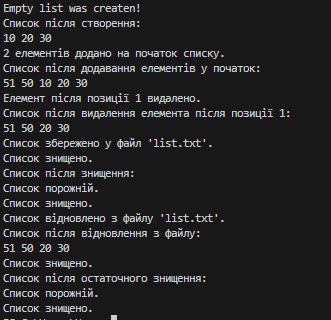 Empty list was createn!
Список після створення:
10 20 30
2 елементів додано на початок списку.
Список після додавання елементів у початок:
51 50 10 20 30
Елемент після позиції 1 видалено.
Список після видалення елемента після позиції 1:
51 50 20 30
Список збережено у файл 'list.txt'.
Список знищено.
Список після знищення:
Список порожній.
Список знищено.
Список відновлено з файлу 'list.txt'.
Список після відновлення з файлу:
51 50 20 30
Список знищено.
Список після остаточного знищення:
Список порожній.
Список знищено.